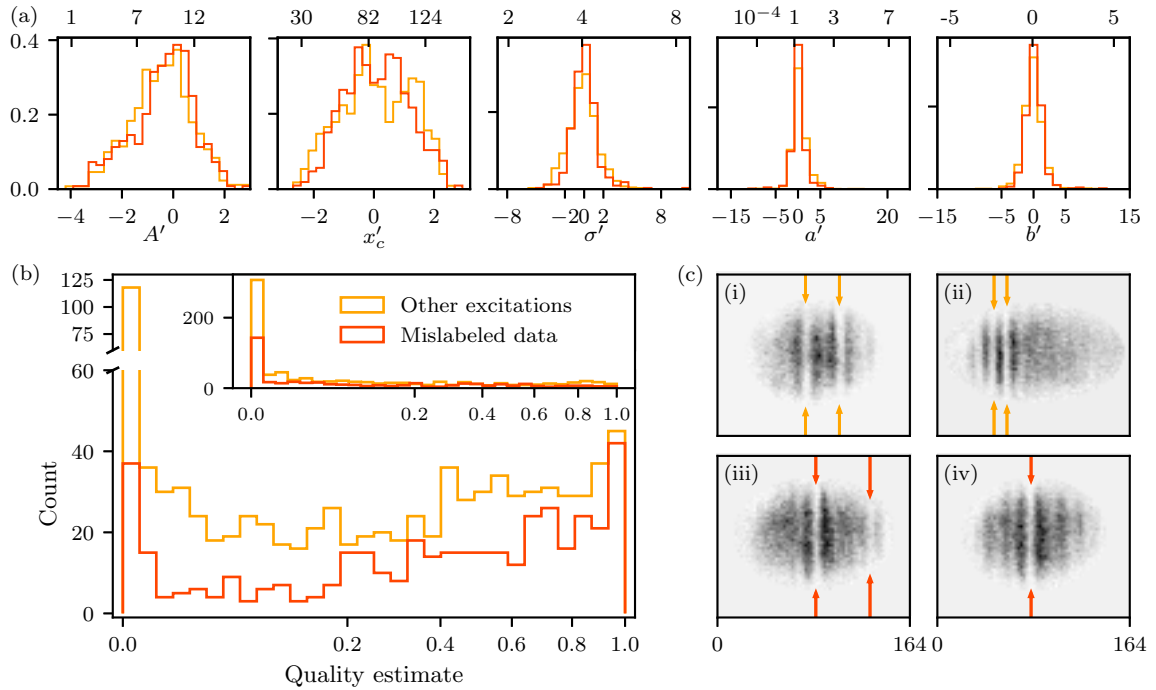 (a)
1 7 12
30 82 124
2 4 8
10⁻⁴ 1 3 7
-5 0 5
0.4
0.2
0.0
−4 −2 0 2
−2 0 2
−8 −2 0 2 8
−15 −5 0 5 20
−15 −5 0 5 15
A′
x′c
σ′
a′
b′
(b)
125
100
75
60
40
20
0
Count
200
0
Other excitations
Mislabeled data
0.0 0.2 0.4 0.6 0.8 1.0
0.0 0.2 0.4 0.6 0.8 1.0
Quality estimate
(c)
(i)
(ii)
(iii)
(iv)
0 164
0 164